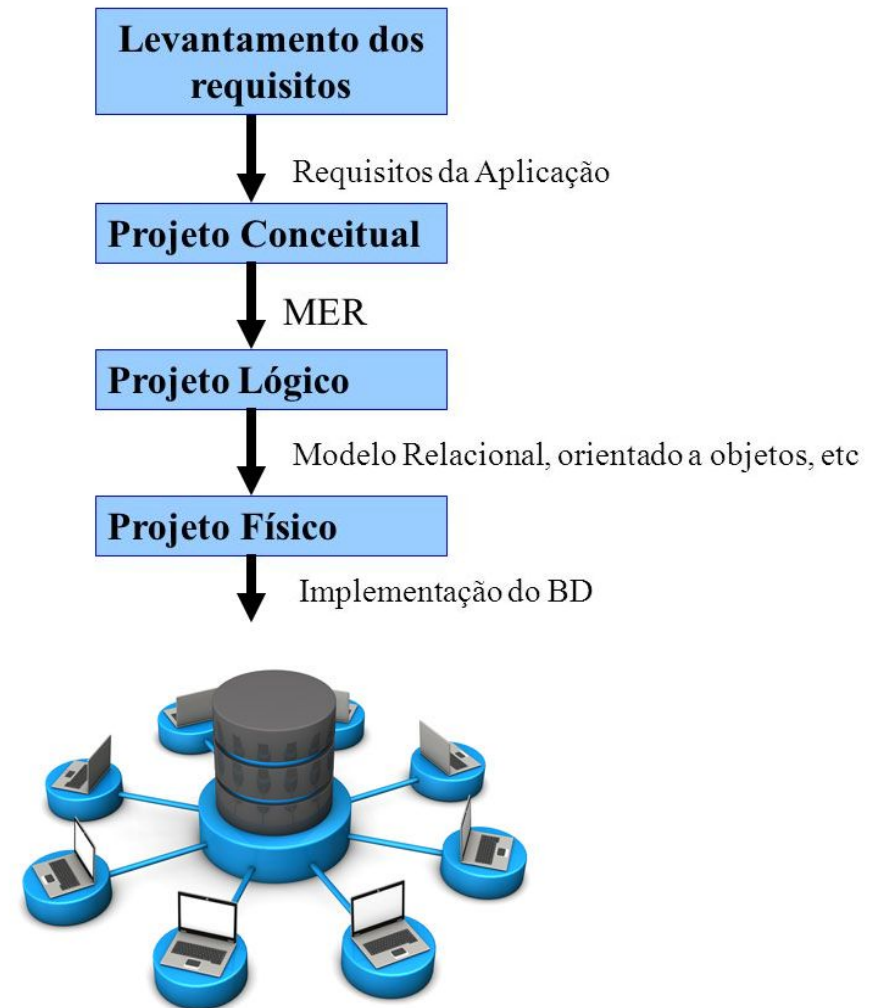 Levantamento dos
requisitos
Requisitos da Aplicação
Projeto Conceitual
MER
Projeto Lógico
Modelo Relacional, orientado a objetos, etc
Projeto Físico
Implementação do BD